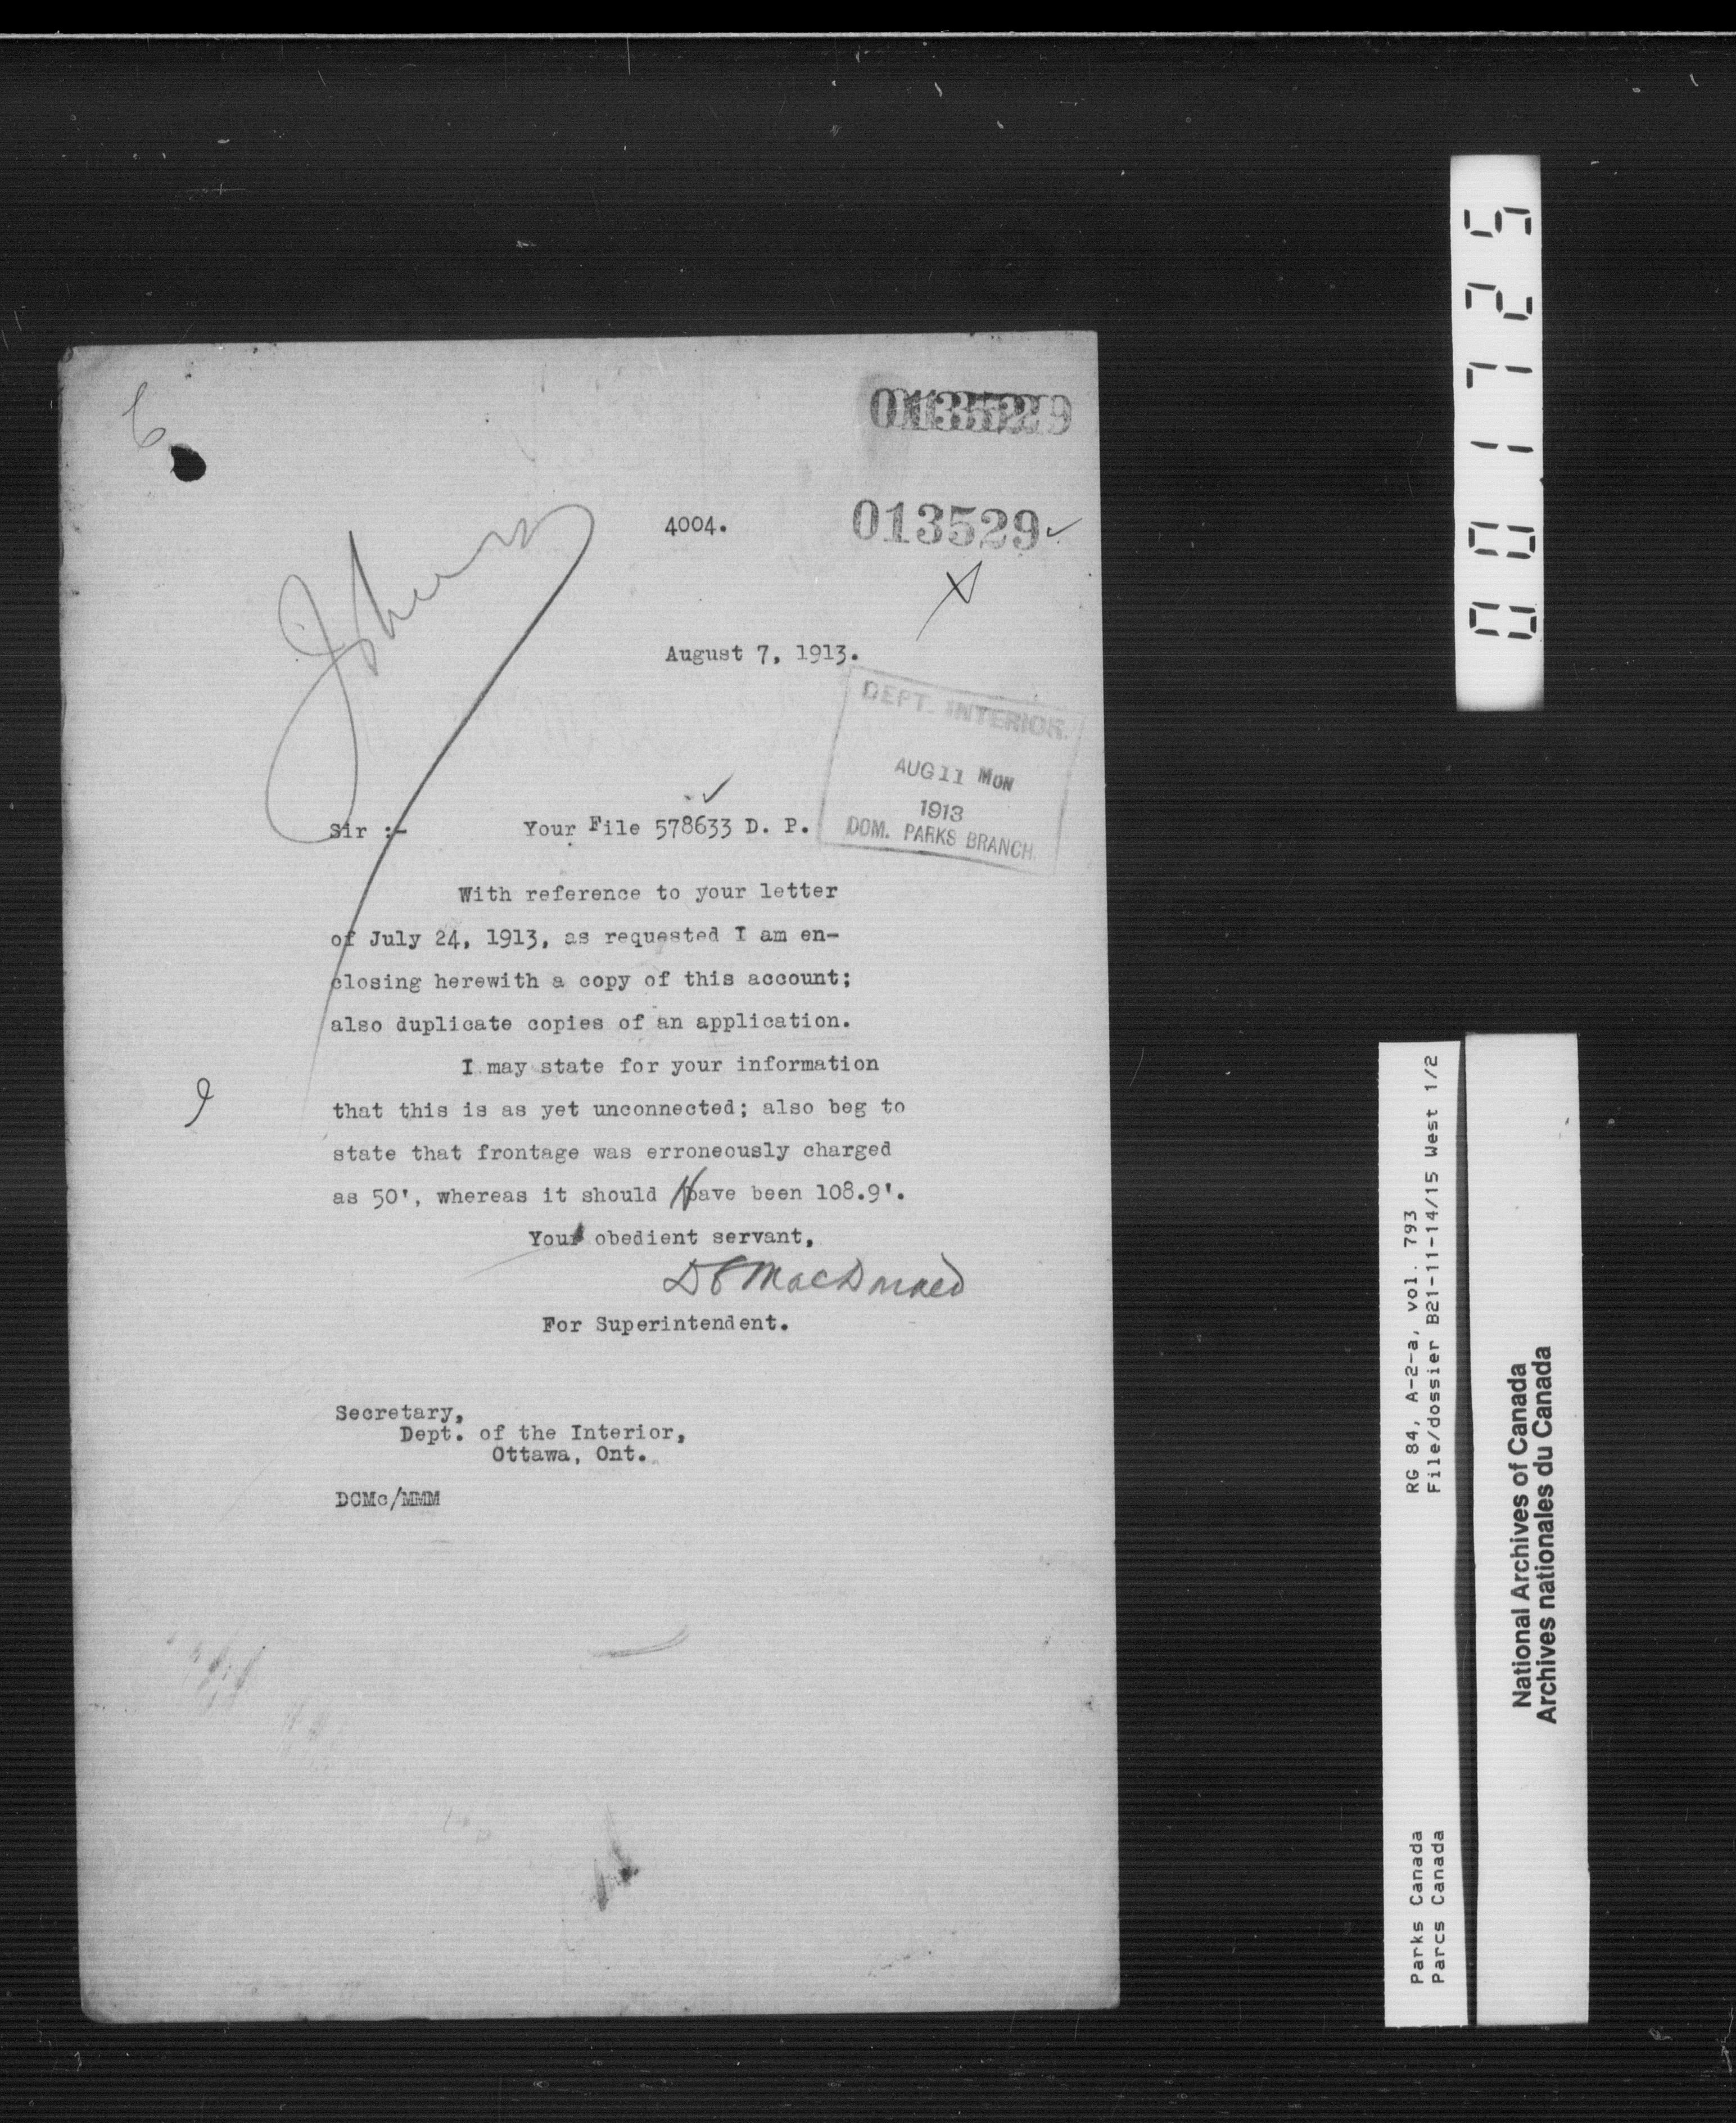 013529
4004.
013529
August 7, 1913.
DEPT. INTERIOR.
AUG 11 MON
1913
DOM. PARKS BRANCH
Sir :- Your File 578633 D. P.
With reference to your letter
of July 24, 1913, as requested I am en-
closing herewith a copy of this account;
also duplicate copies of an application.
I may state for your information
that this is as yet unconnected; also beg to
state that frontage was erroneously charged
as 50', whereas it should have been 108.9'.
Your obedient servant,
DC MacDonald
For Superintendent.
Secretary,
Dept. of the Interior,
Ottawa, Ont.
DCMc/MMM
001725
RG 84, A-2-a, vol. 793
File/dossier B21-11-14/15 West 1/2
Parks Canada
Parcs Canada
National Archives of Canada
Archives nationales du Canada